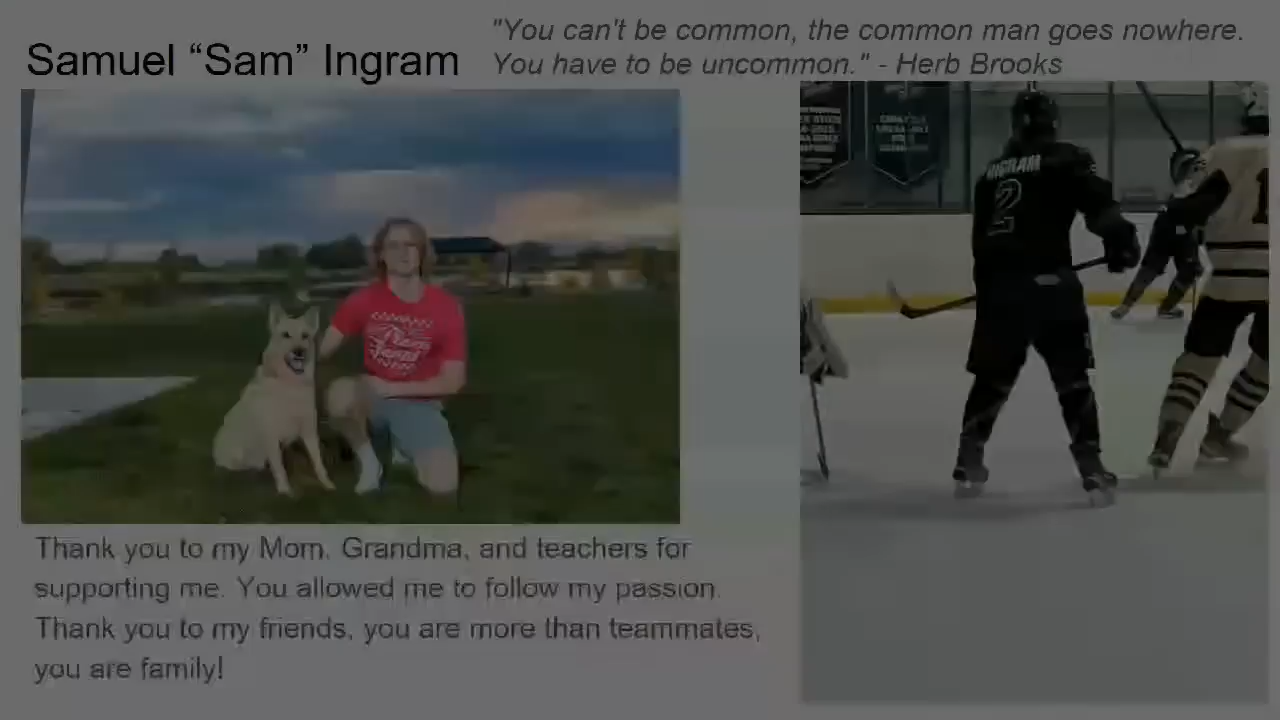 Samuel “Sam” Ingram
"You can't be common, the common man goes nowhere.
You have to be uncommon." - Herb Brooks
INGRAM
2
1
Thank you to my Mom, Grandma, and teachers for
supporting me. You allowed me to follow my passion.
Thank you to my friends, you are more than teammates,
you are family!